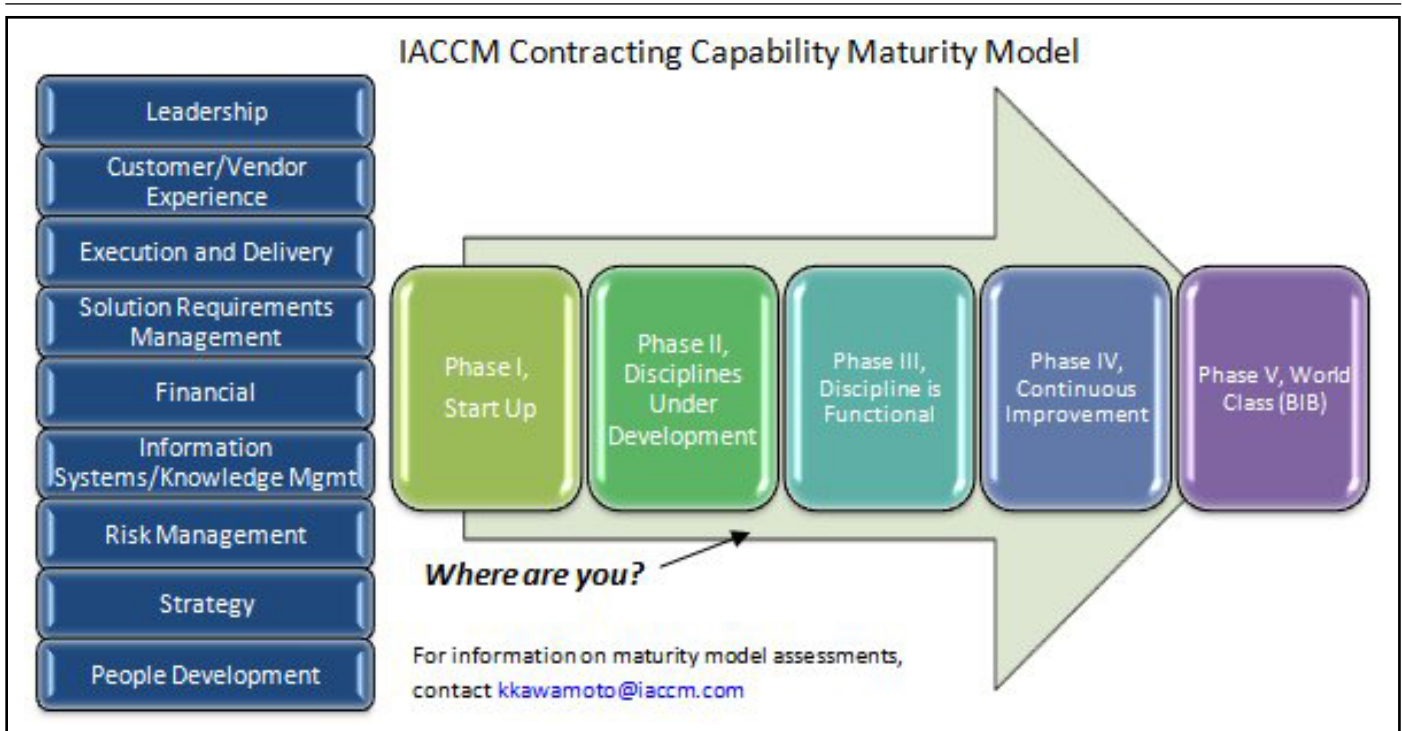 IACCM Contracting Capability Maturity Model
Leadership
Customer/Vendor
Experience
Execution and Delivery
Solution Requirements
Management
Financial
Information
Systems/Knowledge Mgmt
Risk Management
Strategy
People Development
Phase I,
Start Up
Phase II,
Disciplines
Under
Development
Phase III,
Discipline is
Functional
Phase IV,
Continuous
Improvement
Phase V, World
Class (BIB)
Where are you?
For information on maturity model assessments,
contact kkawamoto@iaccm.com